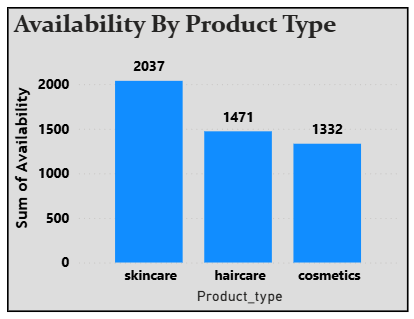 Availability By Product Type
Sum of Availability
2000
1500
1000
500
0
2037
1471
1332
skincare haircare cosmetics
Product_type